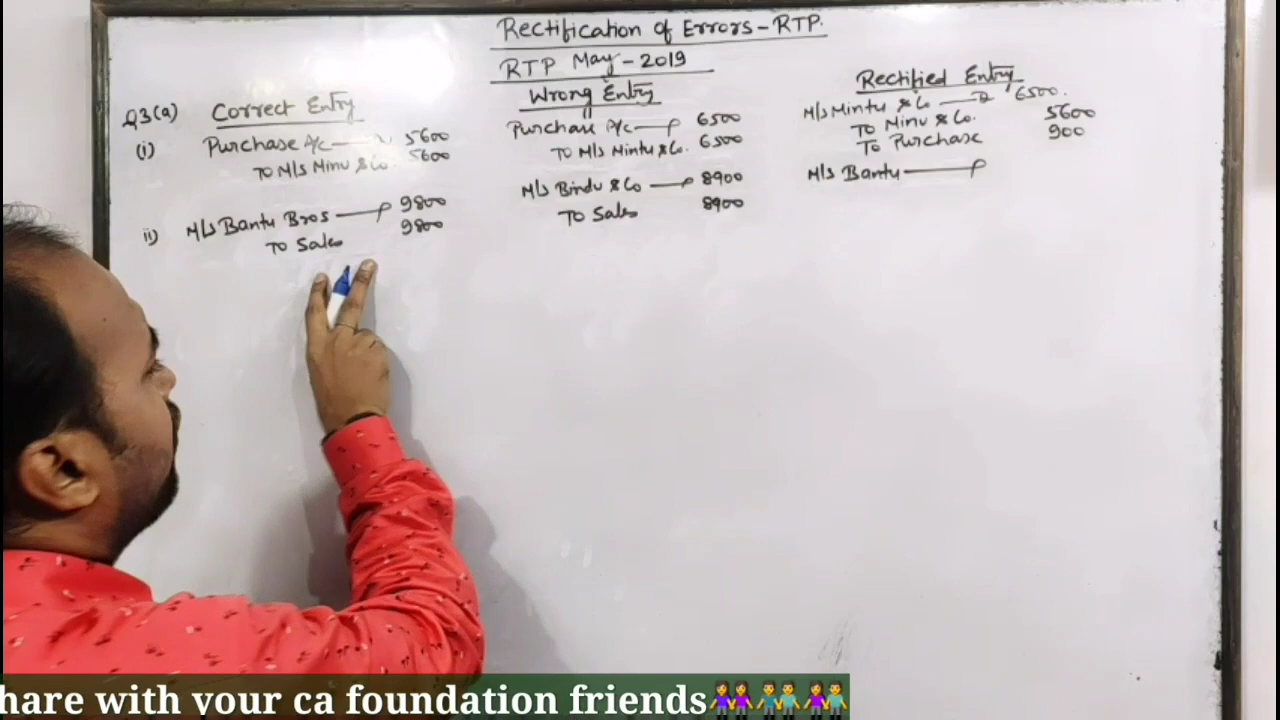 Rectification of Errors - RTP.
RTP May - 2019
Q3(a) Correct Entry
Wrong Entry
Rectified Entry
(i) Purchase A/c 5600
To M/s Minu & Co. 5600
Purchase A/c 6500
To M/s Mintu & Co. 6500
M/s Mintu & Co 6500.
To Minu & Co. 5600
To Purchase 900
ii) M/s Bantu Bros 9800
To Sales 9800
M/s Bindu & Co 8900
To Sales 8900
M/s Bantu
hare with your ca foundation friends👭👬👭👬